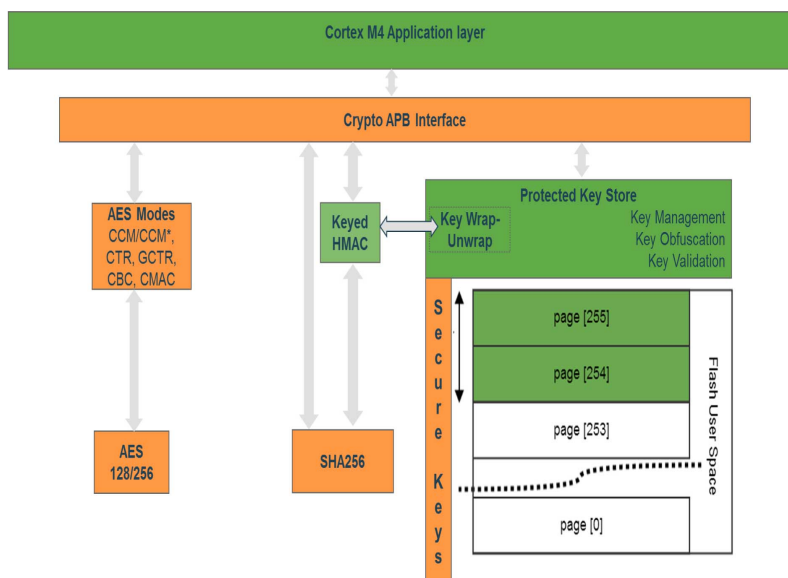 Cortex M4 Application layer
Crypto APB Interface
AES Modes
CCM/CCM*,
CTR, GCTR,
CBC, CMAC
Keyed
HMAC
Protected Key Store
Key Wrap-
Unwrap
Key Management
Key Obfuscation
Key Validation
Secure Keys
page [255]
page [254]
page [253]
page [0]
Flash User Space
AES
128/256
SHA256